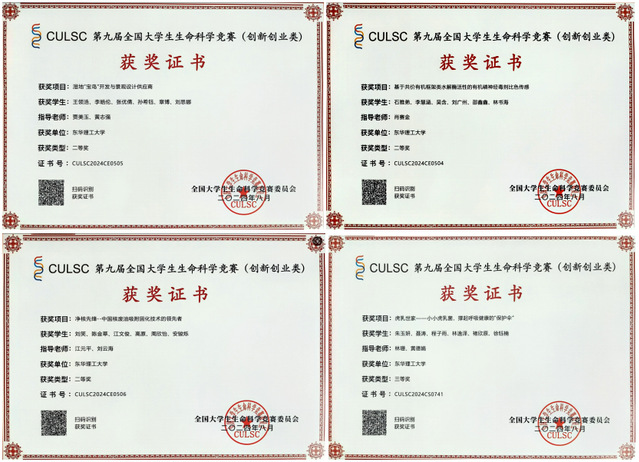 CULSC 第九届全国大学生生命科学竞赛（创新创业类）
获奖证书
获奖项目：湿地“宝岛”开发与景观设计供应商
获奖学生：王领涟、李皓伦、张优倩、孙希钰、章博、刘思娜
指导老师：贾美玉、黄志强
获奖单位：东华理工大学
获奖类型：二等奖
证书号：CULSC2024CE0505
扫码识别
获奖证书
全国大学生生命科学竞赛委员会
二〇二四年八月
CULSC
CULSC 第九届全国大学生生命科学竞赛（创新创业类）
获奖证书
获奖项目：基于共价有机框架类水解酶活性的有机磷神经毒剂比色传感
获奖学生：石雅弟、李慧涵、吴含、刘广州、邵鑫鑫、林书海
指导老师：肖赛金
获奖单位：东华理工大学
获奖类型：二等奖
证书号：CULSC2024CE0504
扫码识别
获奖证书
全国大学生生命科学竞赛委员会
二〇二四年八月
CULSC
CULSC 第九届全国大学生生命科学竞赛（创新创业类）
获奖证书
获奖项目：净核先锋—中国核废油吸附固化技术的领先者
获奖学生：刘昊、陈金草、江文俊、高原、周欣怡、安骏烁
指导老师：江元平、刘云海
获奖单位：东华理工大学
获奖类型：二等奖
证书号：CULSC2024CE0506
扫码识别
获奖证书
全国大学生生命科学竞赛委员会
二〇二四年八月
CULSC
CULSC 第九届全国大学生生命科学竞赛（创新创业类）
获奖证书
获奖项目：虎乳世家——小小虎乳蕈，撑起呼吸健康的“保护伞”
获奖学生：朱玉妍、聂涛、程子雨、林逸泽、褚欣跟、徐钰楠
指导老师：林珊、黄德娟
获奖单位：东华理工大学
获奖类型：三等奖
证书号：CULSC2024CS0741
扫码识别
获奖证书
全国大学生生命科学竞赛委员会
二〇二四年八月
CULSC